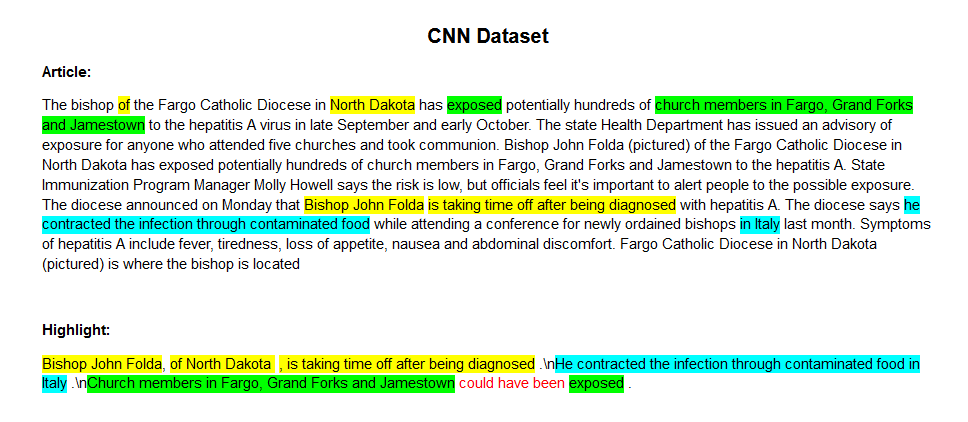 CNN Dataset
Article:
The bishop of the Fargo Catholic Diocese in North Dakota has exposed potentially hundreds of church members in Fargo, Grand Forks
and Jamestown to the hepatitis A virus in late September and early October. The state Health Department has issued an advisory of
exposure for anyone who attended five churches and took communion. Bishop John Folda (pictured) of the Fargo Catholic Diocese in
North Dakota has exposed potentially hundreds of church members in Fargo, Grand Forks and Jamestown to the hepatitis A. State
Immunization Program Manager Molly Howell says the risk is low, but officials feel it's important to alert people to the possible exposure.
The diocese announced on Monday that Bishop John Folda is taking time off after being diagnosed with hepatitis A. The diocese says he
contracted the infection through contaminated food while attending a conference for newly ordained bishops in Italy last month. Symptoms
of hepatitis A include fever, tiredness, loss of appetite, nausea and abdominal discomfort. Fargo Catholic Diocese in North Dakota
(pictured) is where the bishop is located
Highlight:
Bishop John Folda, of North Dakota , is taking time off after being diagnosed .\nHe contracted the infection through contaminated food in
Italy .\nChurch members in Fargo, Grand Forks and Jamestown could have been exposed .